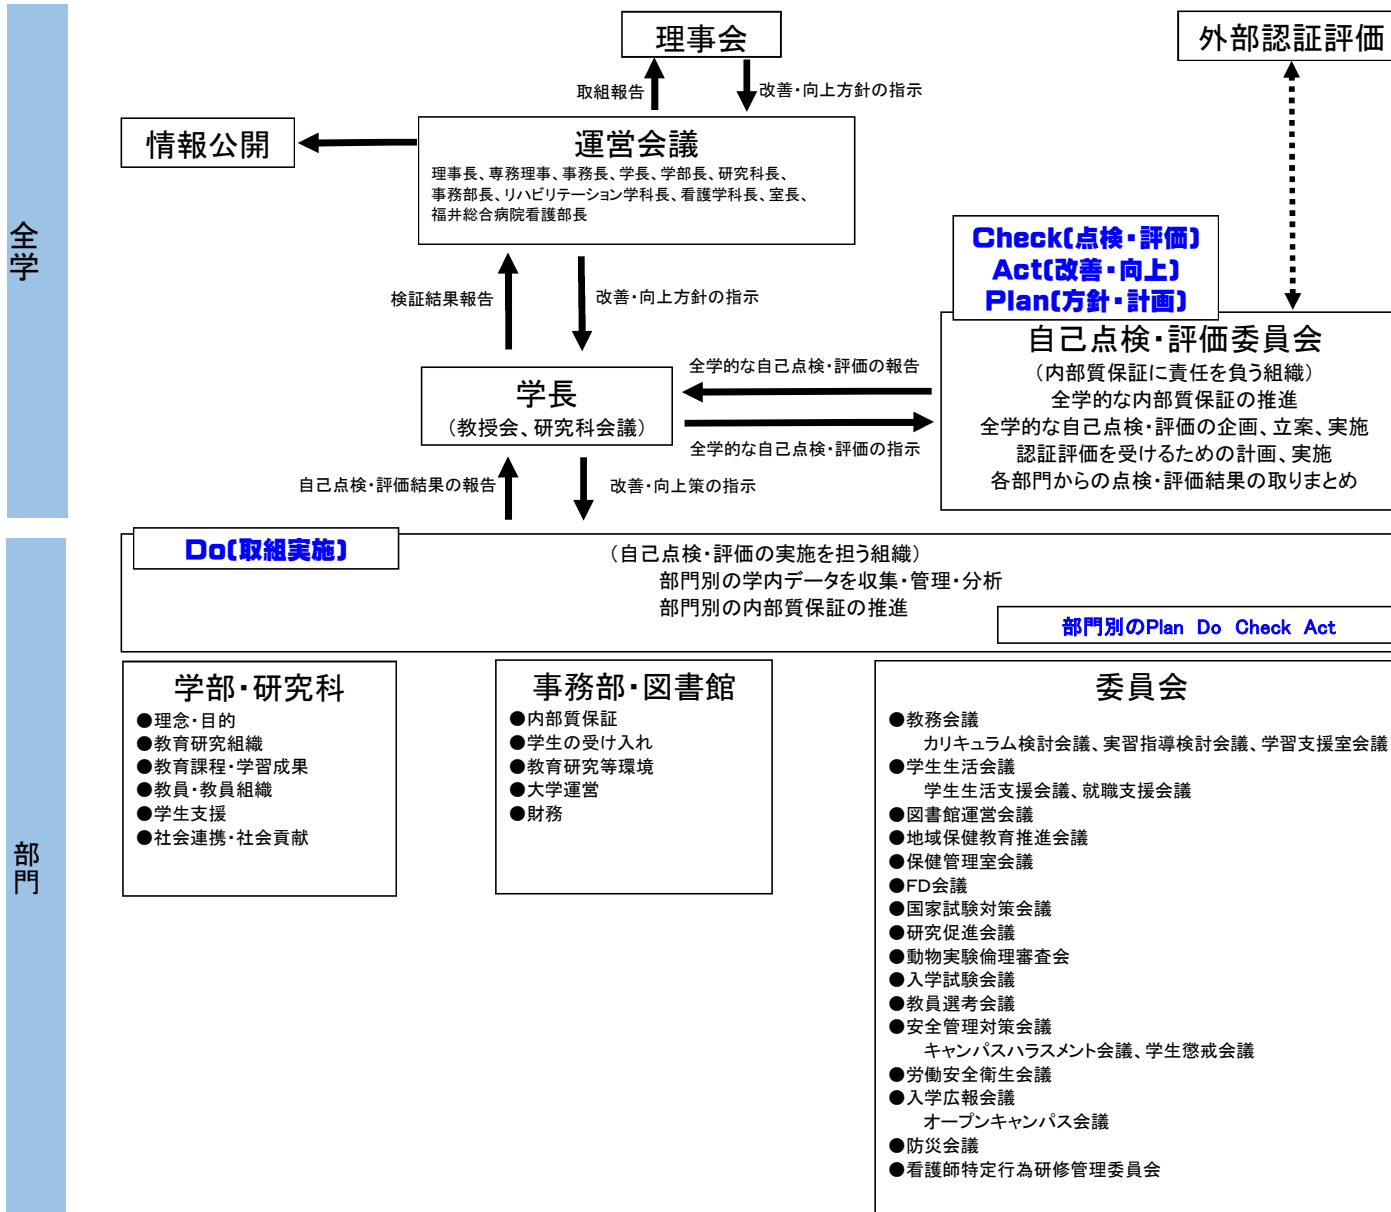 全学
理事会
外部認証評価
取組報告
改善・向上方針の指示
情報公開
運営会議
理事長、専務理事、事務長、学長、学部長、研究科長、
事務部長、リハビリテーション学科長、看護学科長、室長、
福井総合病院看護部長
検証結果報告
改善・向上方針の指示
Check(点検・評価)
Act(改善・向上)
Plan(方針・計画)
自己点検・評価委員会
(内部質保証に責任を負う組織)
全学的な内部質保証の推進
全学的な自己点検・評価の企画、立案、実施
認証評価を受けるための計画、実施
各部門からの点検・評価結果の取りまとめ
学長
(教授会、研究科会議)
全学的な自己点検・評価の報告
全学的な自己点検・評価の指示
自己点検・評価結果の報告
改善・向上策の指示
部門
Do(取組実施)
(自己点検・評価の実施を担う組織)
部門別の学内データを収集・管理・分析
部門別の内部質保証の推進
部門別のPlan Do Check Act
学部・研究科
●理念・目的
●教育研究組織
●教育課程・学習成果
●教員・教員組織
●学生支援
●社会連携・社会貢献
事務部・図書館
●内部質保証
●学生の受け入れ
●教育研究等環境
●大学運営
●財務
委員会
●教務会議
カリキュラム検討会議、実習指導検討会議、学習支援室会議
●学生生活会議
学生生活支援会議、就職支援会議
●図書館運営会議
●地域保健教育推進会議
●保健管理室会議
●FD会議
●国家試験対策会議
●研究促進会議
●動物実験倫理審査会
●入学試験会議
●教員選考会議
●安全管理対策会議
キャンパスハラスメント会議、学生懲戒会議
●労働安全衛生会議
●入学広報会議
オープンキャンパス会議
●防災会議
●看護師特定行為研修管理委員会